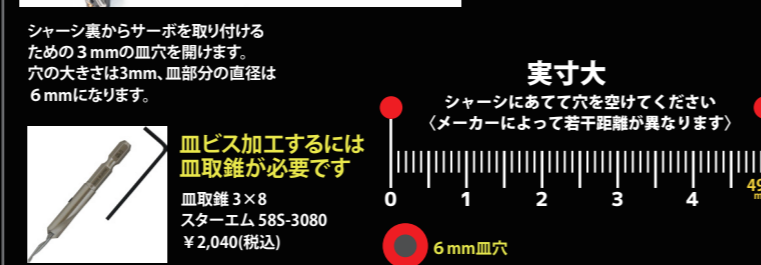 シャーシ裏からサーボを取り付ける
ための3mmの皿穴を開けます。
穴の大きさは3mm、皿部分の直径は
6mmになります。
皿ビス加工するには
皿取錐が必要です
皿取錐 3×8
スターエム 58S-3080
￥2,040(税込)
実寸大
シャーシにあてて穴を空けてください
〈メーカーによって若干距離が異なります〉
0 1 2 3 4
49
m
6mm皿穴